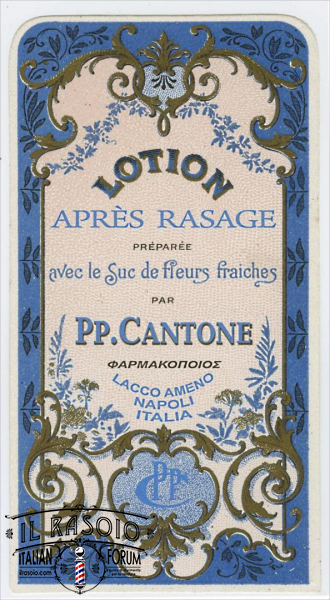 LOTION
APRÈS RASAGE
PRÉPARÉE
avec le Suc de fleurs fraiches
PAR
PP. CANTONE
ΦΑΡΜΑΚΟΠΟΙΟΣ
LACCO AMENO
NAPOLI
ITALIA
PPC
IL RASOIO
ITALIAN FORUM
ilrasoio.com